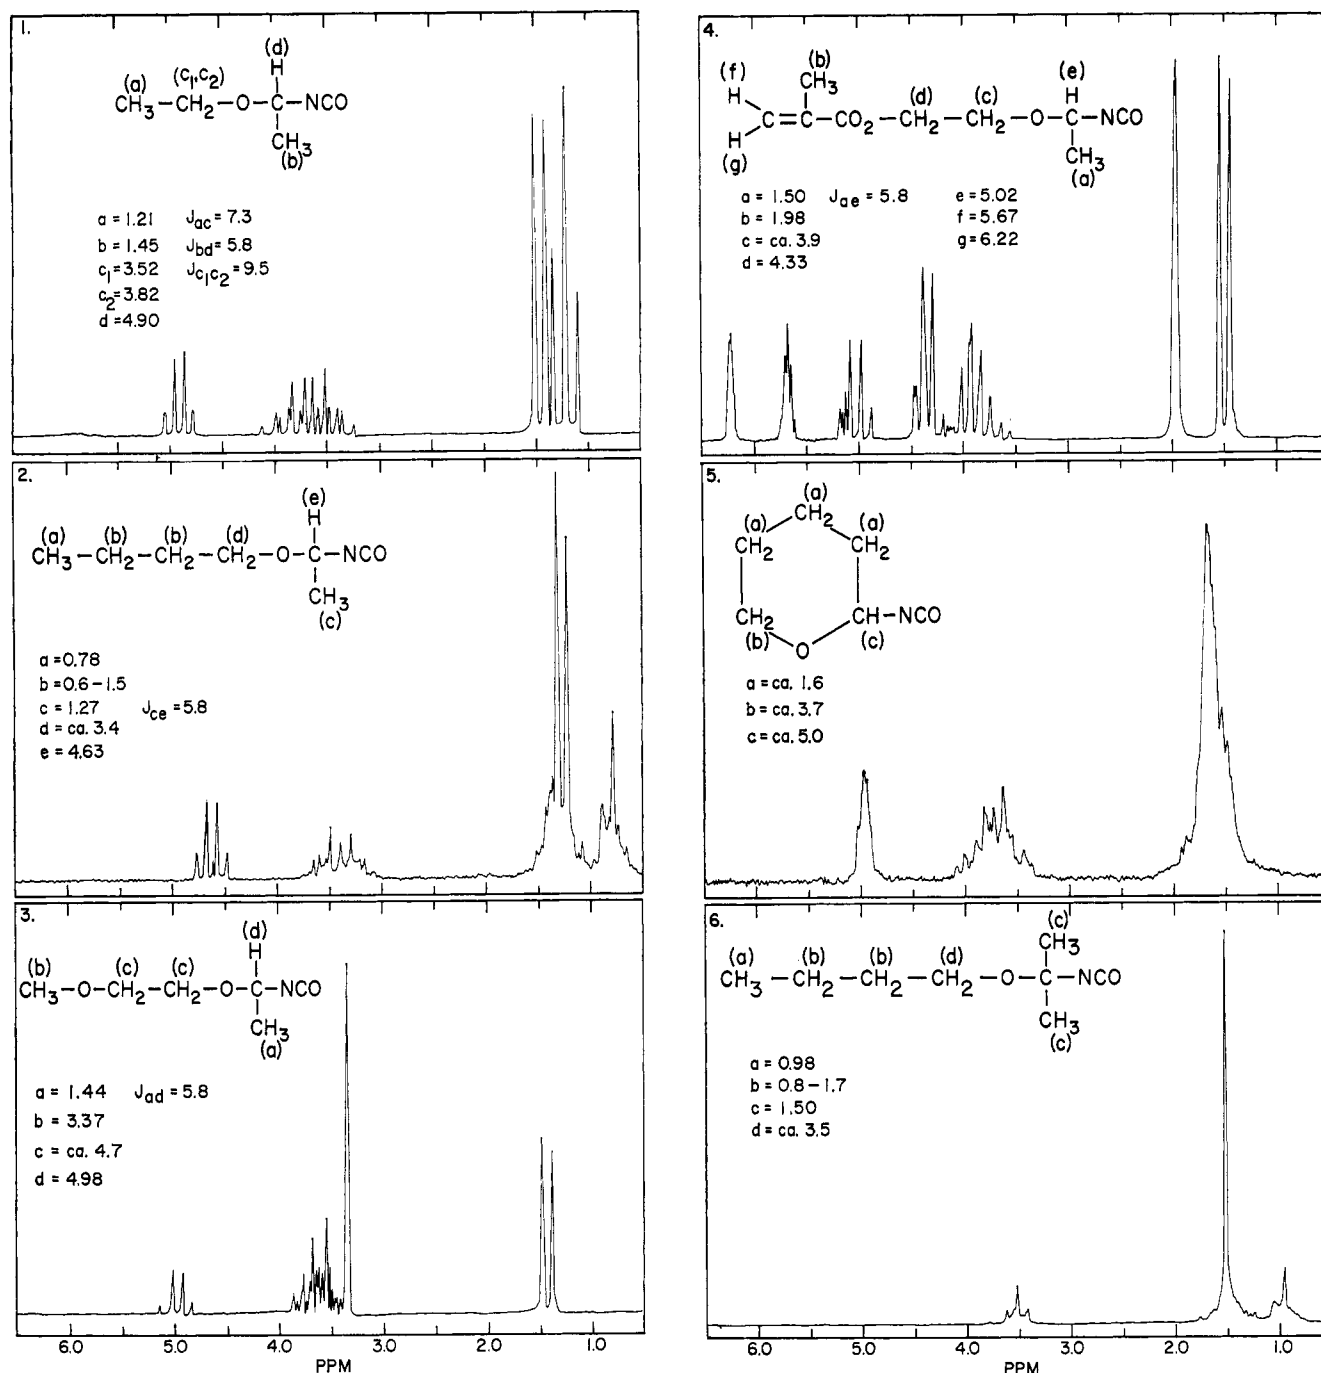 1.
(d)
H
(a) (c1,c2)
CH3–CH2–O–C–NCO
CH3
(b)
a = 1.21 Jac = 7.3
b = 1.45 Jbd = 5.8
c1 = 3.52 Jc1c2 = 9.5
c2 = 3.82
d = 4.90
2.
(e)
H
(a) (b) (b) (d)
CH3–CH2–CH2–CH2–O–C–NCO
CH3
(c)
a = 0.78
b = 0.6–1.5
c = 1.27 Jce = 5.8
d = ca. 3.4
e = 4.63
3.
(d)
H
(b) (c) (c)
CH3–O–CH2–CH2–O–C–NCO
CH3
(a)
a = 1.44 Jad = 5.8
b = 3.37
c = ca. 4.7
d = 4.98
6.0 5.0 4.0 3.0 2.0 1.0
PPM
4.
(b) (e)
(f) CH3 (d) (c) H
H
C=C–CO2–CH2–CH2–O–C–NCO
H
(g) CH3
(a)
a = 1.50 Jae = 5.8 e = 5.02
b = 1.98 f = 5.67
c = ca. 3.9 g = 6.22
d = 4.33
5.
(a)
CH2
(a) (a)
CH2 CH2
CH2 CH–NCO
(b) O (c)
a = ca. 1.6
b = ca. 3.7
c = ca. 5.0
6.
(c)
CH3
(a) (b) (b) (d)
CH3–CH2–CH2–CH2–O–C–NCO
CH3
(c)
a = 0.98
b = 0.8–1.7
c = 1.50
d = ca. 3.5
6.0 5.0 4.0 3.0 2.0 1.0
PPM